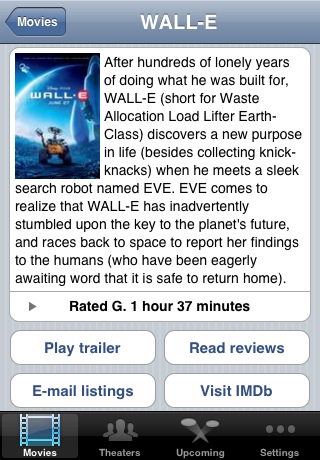 Movies
WALL-E
DISNEY · PIXAR
WALL·E
JUNE 27
After hundreds of lonely years
of doing what he was built for,
WALL-E (short for Waste
Allocation Load Lifter Earth-
Class) discovers a new purpose
in life (besides collecting knick-
knacks) when he meets a sleek
search robot named EVE. EVE comes to
realize that WALL-E has inadvertently
stumbled upon the key to the planet's future,
and races back to space to report her findings
to the humans (who have been eagerly
awaiting word that it is safe to return home).
Rated G. 1 hour 37 minutes
Play trailer
Read reviews
E-mail listings
Visit IMDb
Movies
Theaters
Upcoming
Settings